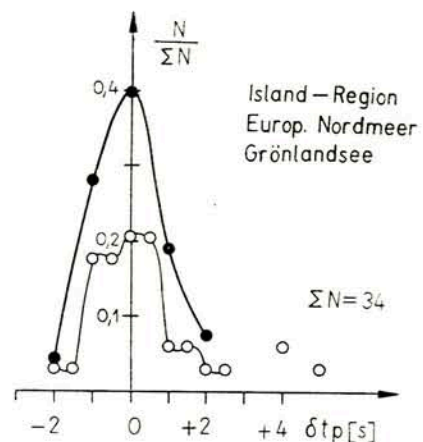 N
ΣN
0,4
Island – Region
Europ. Nordmeer
Grönlandsee
0,2
ΣN = 34
0,1
−2 0 +2 +4 δtp[s]